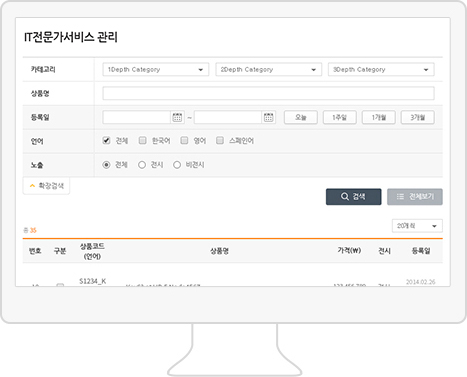 IT전문가서비스 관리
카테고리 1Depth Category 2Depth Category 3Depth Category
상품명
등록일 ~ 오늘 1주일 1개월 3개월
언어 전체 한국어 영어 스페인어
노출 전체 전시 비전시
확장검색
검색 전체보기
총 35 20개씩
번호 구분 상품코드 (언어) 상품명 가격(₩) 전시 등록일
S1234_K 2014.02.26